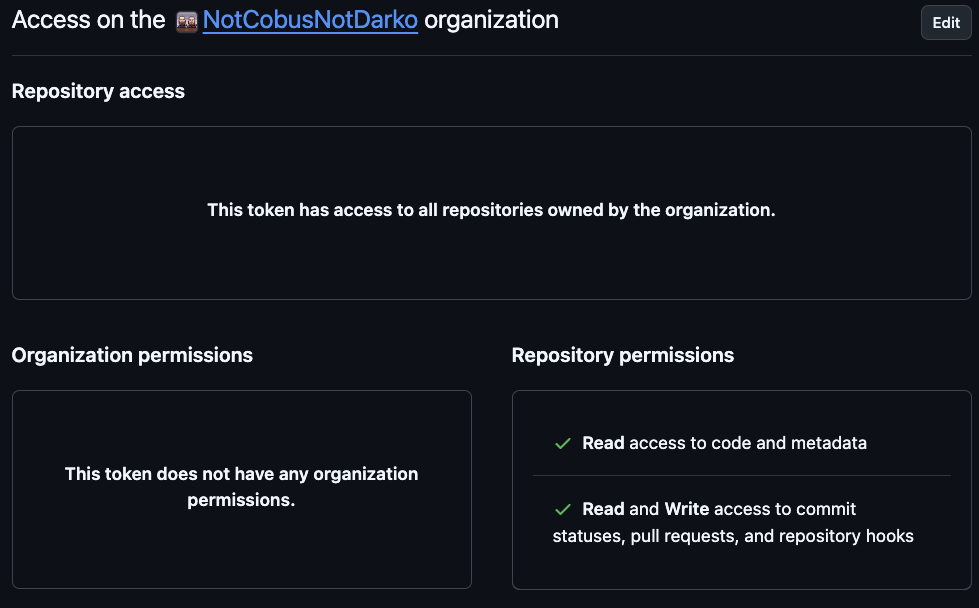 Access on the NotCobusNotDarko organization
Edit
Repository access
This token has access to all repositories owned by the organization.
Organization permissions
This token does not have any organization
permissions.
Repository permissions
Read access to code and metadata
Read and Write access to commit
statuses, pull requests, and repository hooks